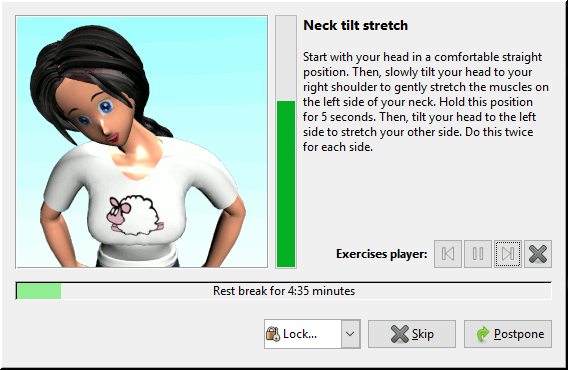 Neck tilt stretch
Start with your head in a comfortable straight
position. Then, slowly tilt your head to your
right shoulder to gently stretch the muscles on
the left side of your neck. Hold this position
for 5 seconds. Then, tilt your head to the left
side to stretch your other side. Do this twice
for each side.
Exercises player:
Rest break for 4:35 minutes
Lock...
Skip
Postpone